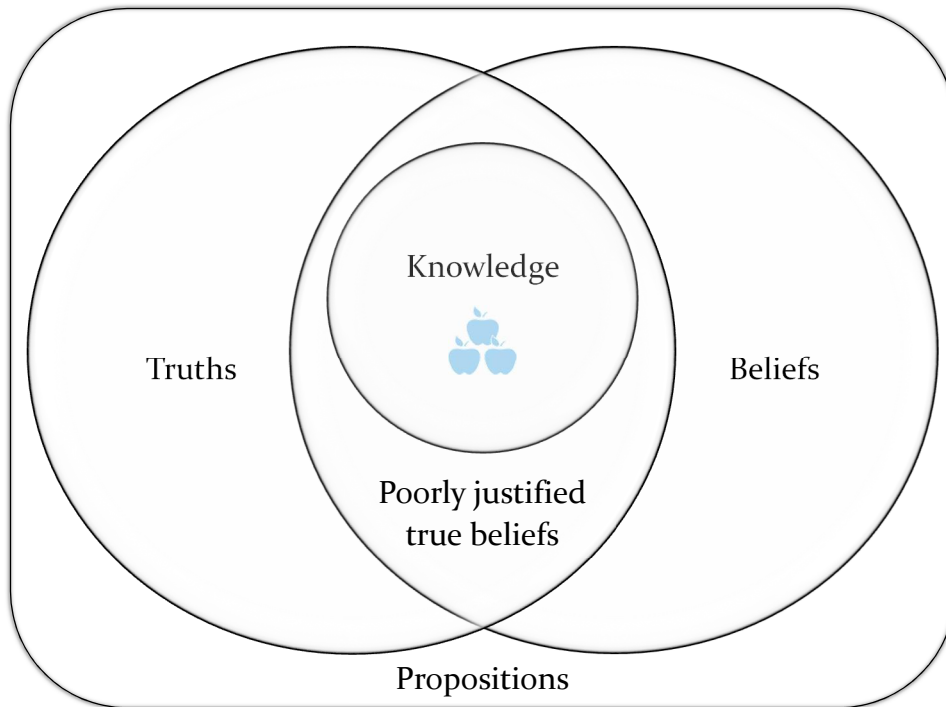 Knowledge
Truths
Beliefs
Poorly justified
true beliefs
Propositions